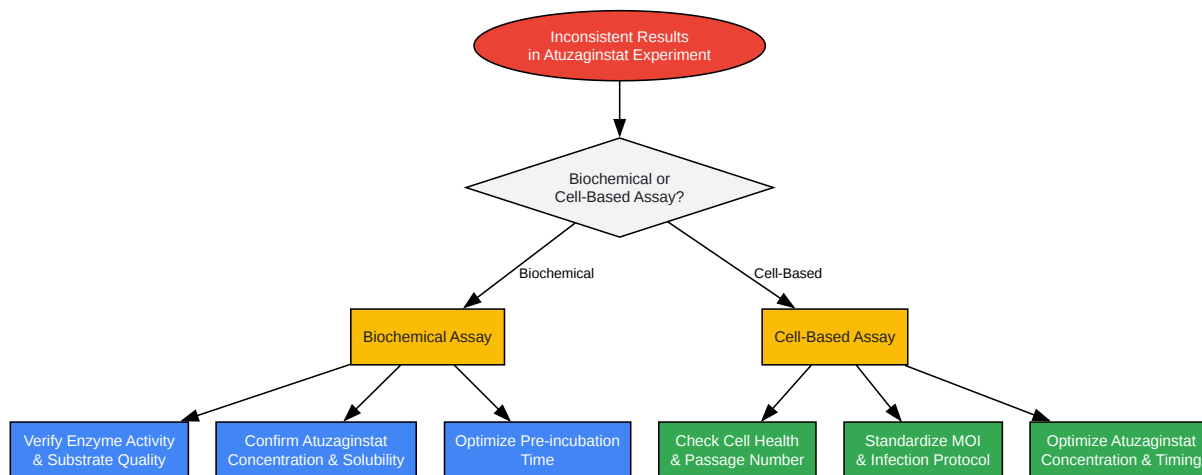 Inconsistent Results
in Atuzaginstat Experiment
Biochemical or
Cell-Based Assay?
Biochemical
Cell-Based
Biochemical Assay
Cell-Based Assay
Verify Enzyme Activity
& Substrate Quality
Confirm Atuzaginstat
Concentration & Solubility
Optimize Pre-incubation
Time
Check Cell Health
& Passage Number
Standardize MOI
& Infection Protocol
Optimize Atuzaginstat
Concentration & Timing